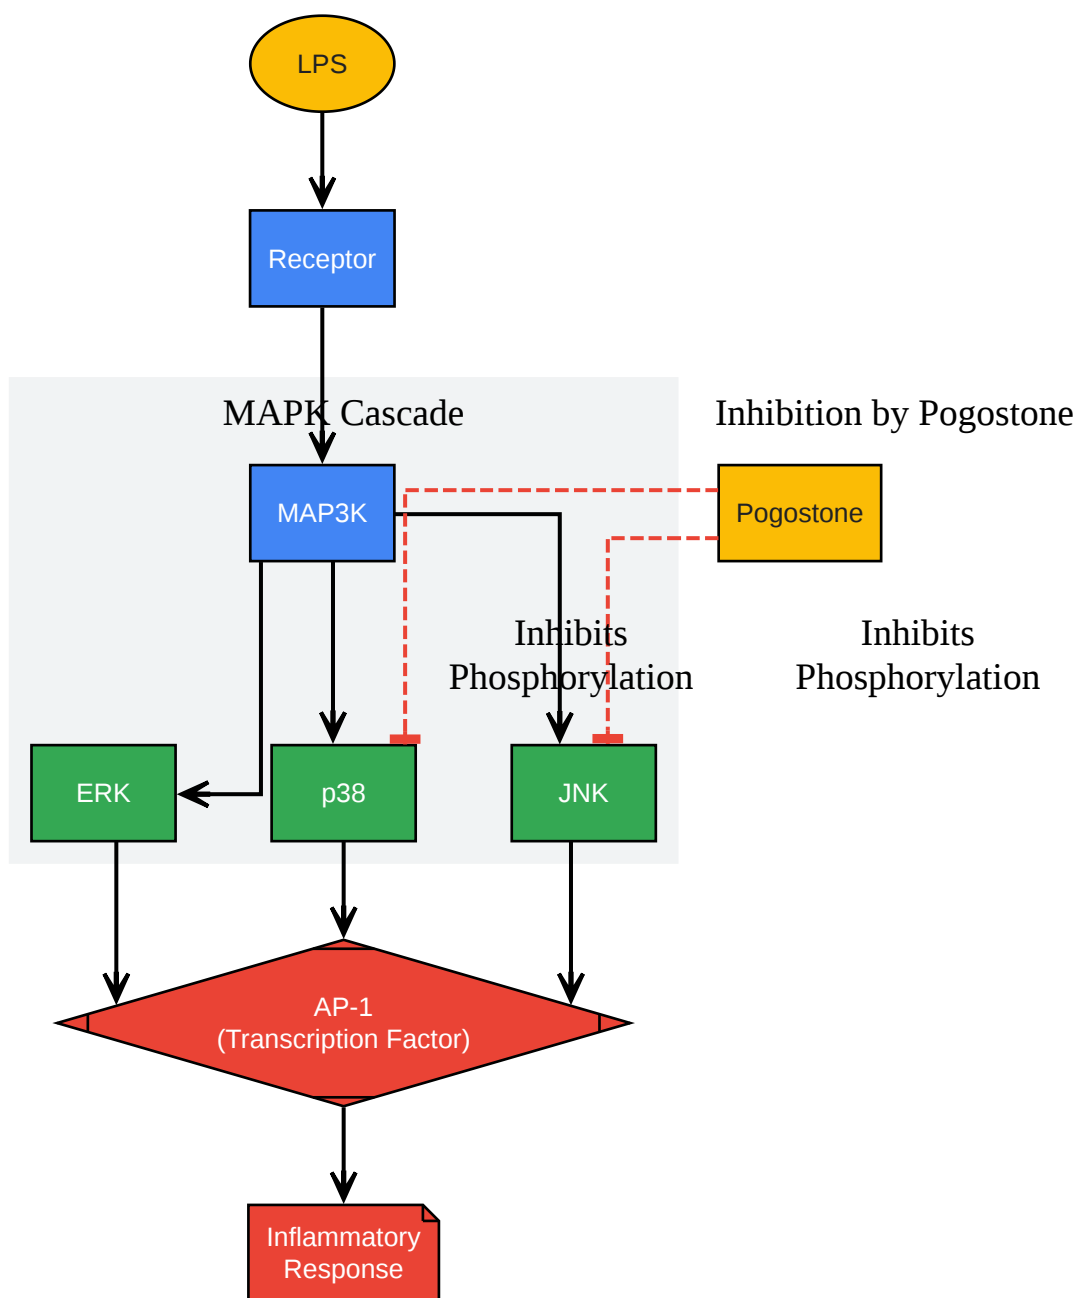 LPS
Receptor
MAPK Cascade
Inhibition by Pogostone
MAP3K
Pogostone
Inhibits
Phosphorylation
Inhibits
Phosphorylation
ERK
p38
JNK
AP-1
(Transcription Factor)
Inflammatory
Response